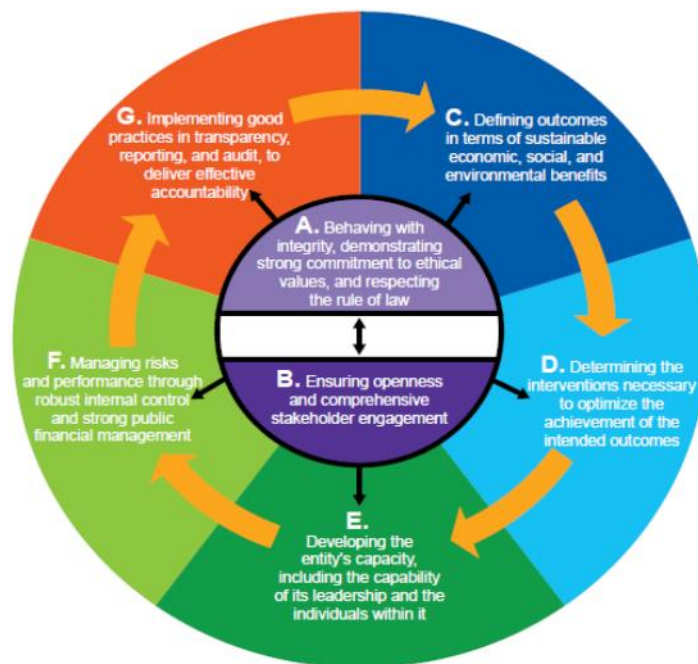 G. Implementing good
practices in transparency,
reporting, and audit, to
deliver effective
accountability
C. Defining outcomes
in terms of sustainable
economic, social, and
environmental benefits
A. Behaving with
integrity, demonstrating
strong commitment to ethical
values, and respecting
the rule of law
B. Ensuring openness
and comprehensive
stakeholder engagement
D. Determining the
interventions necessary
to optimize the
achievement of the
intended outcomes
E.
Developing the
entity's capacity,
including the capability
of its leadership and the
individuals within it
F. Managing risks
and performance through
robust internal control
and strong public
financial management